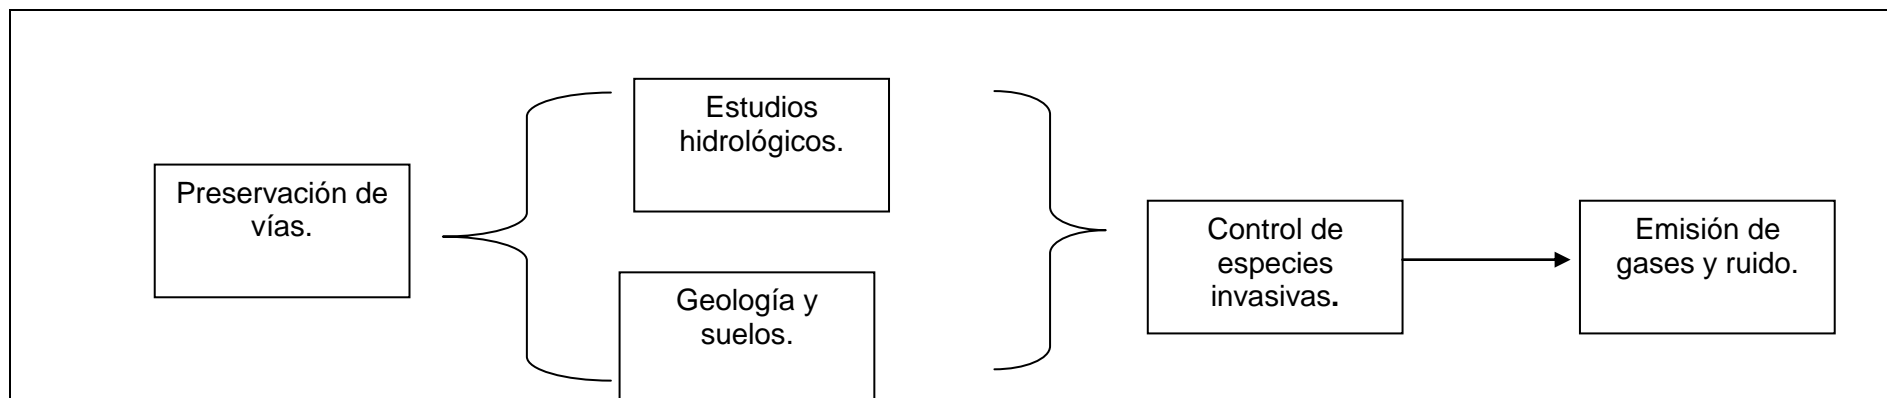 Preservación de
vías.
Estudios
hidrológicos.
Geología y
suelos.
Control de
especies
invasivas.
Emisión de
gases y ruido.